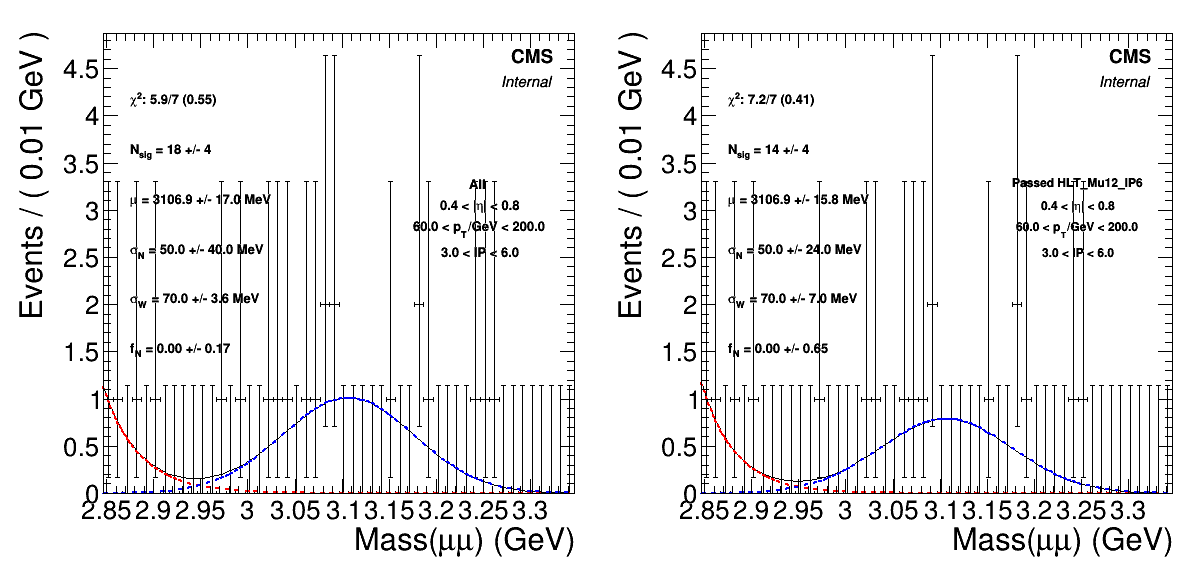 CMS
Internal
χ²: 5.9/7 (0.55)
N_sig = 18 +/- 4
All
μ = 3106.9 +/- 17.0 MeV
0.4 < |η| < 0.8
60.0 < p_T/GeV < 200.0
σ_N = 50.0 +/- 40.0 MeV
3.0 < IP < 6.0
σ_W = 70.0 +/- 3.6 MeV
f_N = 0.00 +/- 0.17
Events / ( 0.01 GeV )
4.5
4
3.5
3
2.5
2
1.5
1
0.5
0
2.85 2.9 2.95 3 3.05 3.1 3.15 3.2 3.25 3.3
Mass(μμ) (GeV)
CMS
Internal
χ²: 7.2/7 (0.41)
N_sig = 14 +/- 4
Passed HLT_Mu12_IP6
μ = 3106.9 +/- 15.8 MeV
0.4 < |η| < 0.8
60.0 < p_T/GeV < 200.0
σ_N = 50.0 +/- 24.0 MeV
3.0 < IP < 6.0
σ_W = 70.0 +/- 7.0 MeV
f_N = 0.00 +/- 0.65
Events / ( 0.01 GeV )
4.5
4
3.5
3
2.5
2
1.5
1
0.5
0
2.85 2.9 2.95 3 3.05 3.1 3.15 3.2 3.25 3.3
Mass(μμ) (GeV)